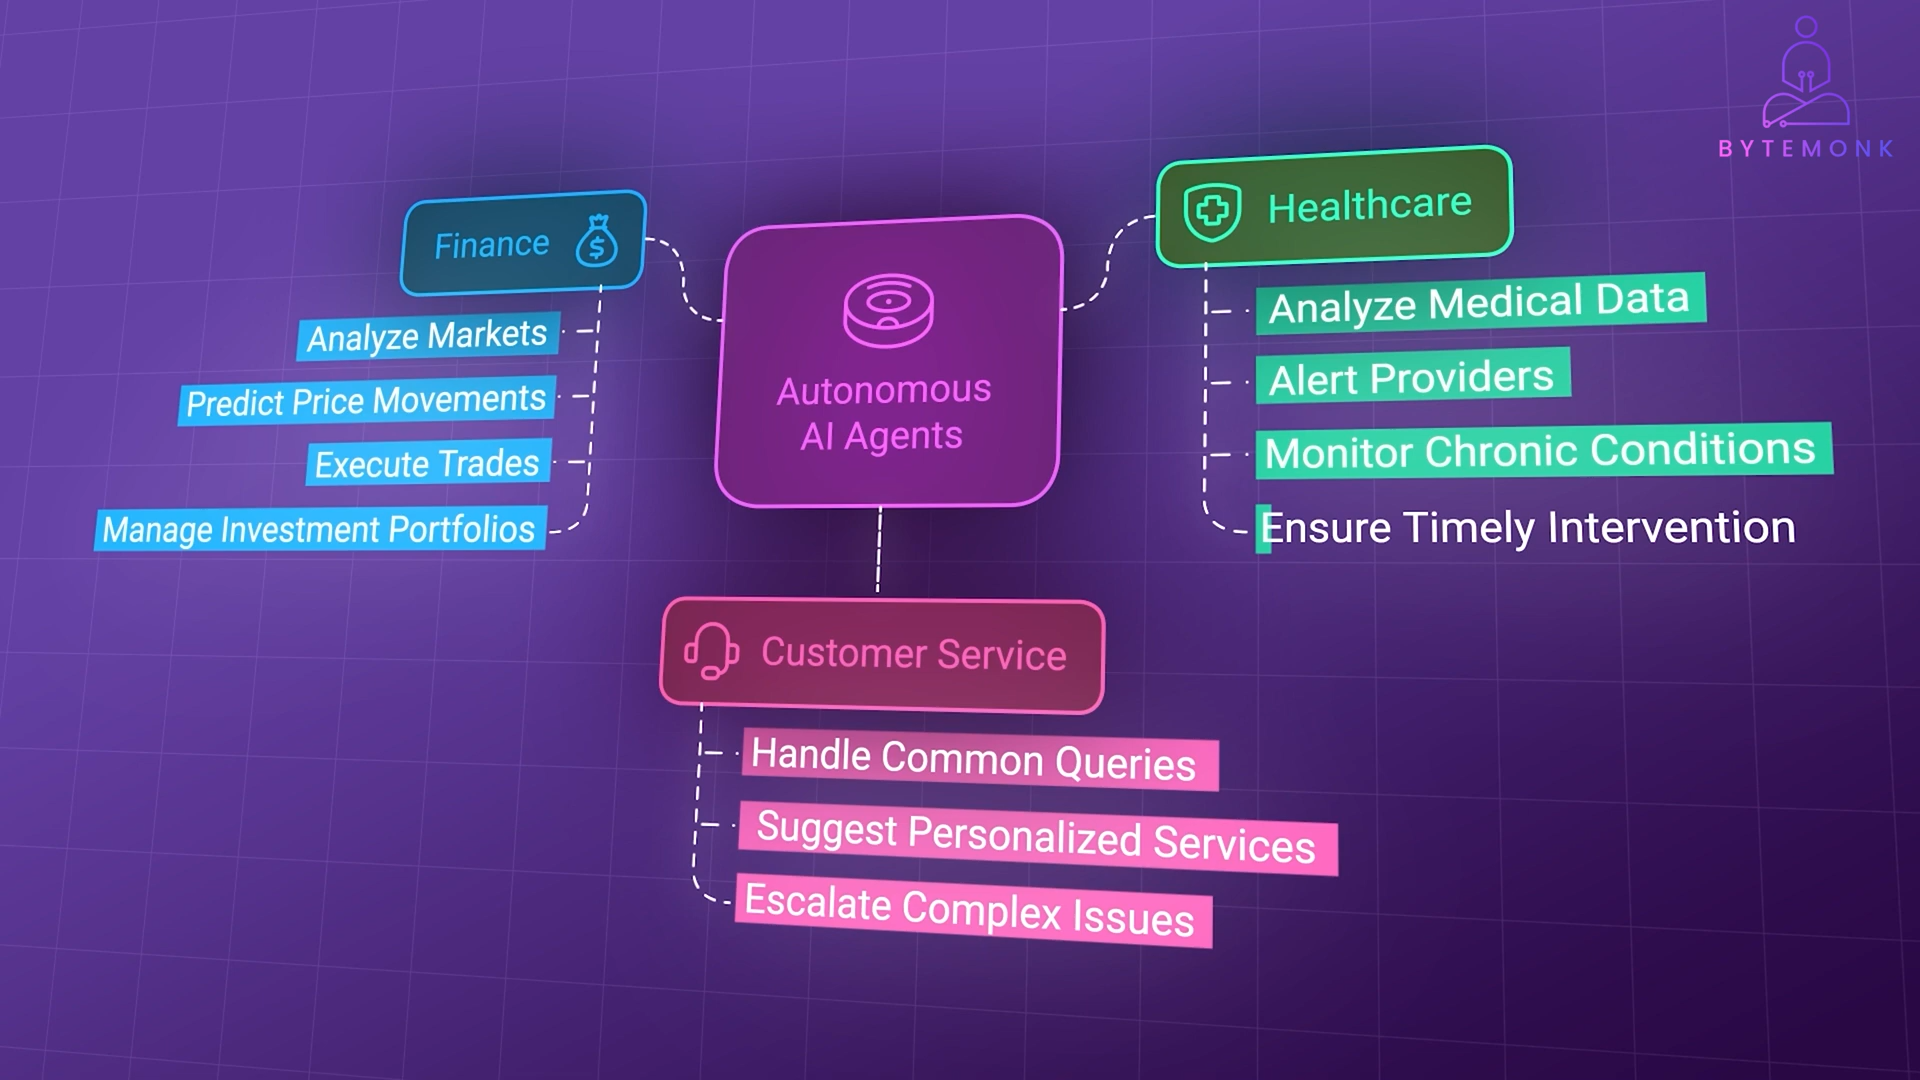 BYTEMONK
Finance
Analyze Markets
Predict Price Movements
Execute Trades
Manage Investment Portfolios
Autonomous
AI Agents
Healthcare
Analyze Medical Data
Alert Providers
Monitor Chronic Conditions
Ensure Timely Intervention
Customer Service
Handle Common Queries
Suggest Personalized Services
Escalate Complex Issues